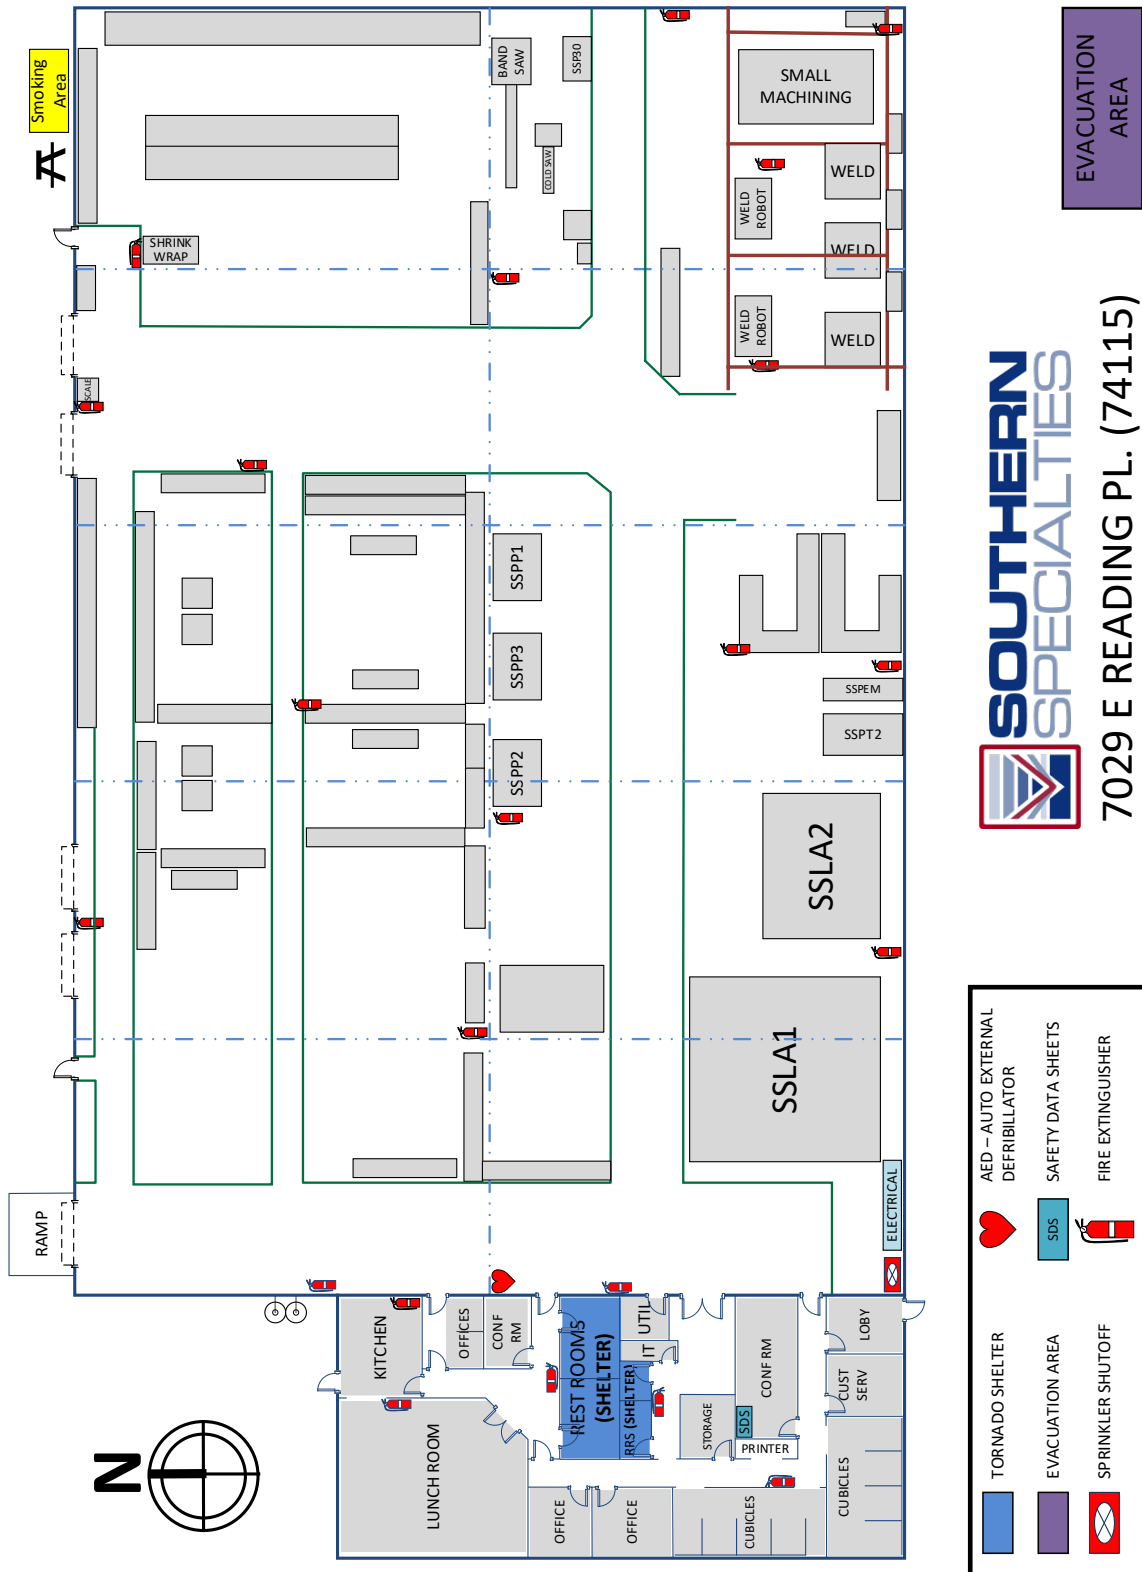 Smoking
Area
BAND
SAW
SSP30
COLD SAW
SMALL
MACHINING
WELD
WELD
ROBOT
WELD
WELD
ROBOT
WELD
SHRINK
WRAP
SCALE
EVACUATION
AREA
SSPP1
SSPP3
SSPP2
SSPEM
SSPT2
SSLA2
SSLA1
ELECTRICAL
RAMP
KITCHEN
OFFICES
CONF
RM
REST ROOMS
(SHELTER)
RRS (SHELTER)
UTIL
IT
CONF RM
LOBY
CUST
SERV
STORAGE
SDS
PRINTER
LUNCH ROOM
OFFICE
OFFICE
CUBICLES
CUBICLES
N
SOUTHERN
SPECIALTIES
7029 E READING PL. (74115)
TORNADO SHELTER
EVACUATION AREA
SPRINKLER SHUTOFF
AED – AUTO EXTERNAL
DEFRIBILLATOR
SDS
SAFETY DATA SHEETS
FIRE EXTINGUISHER